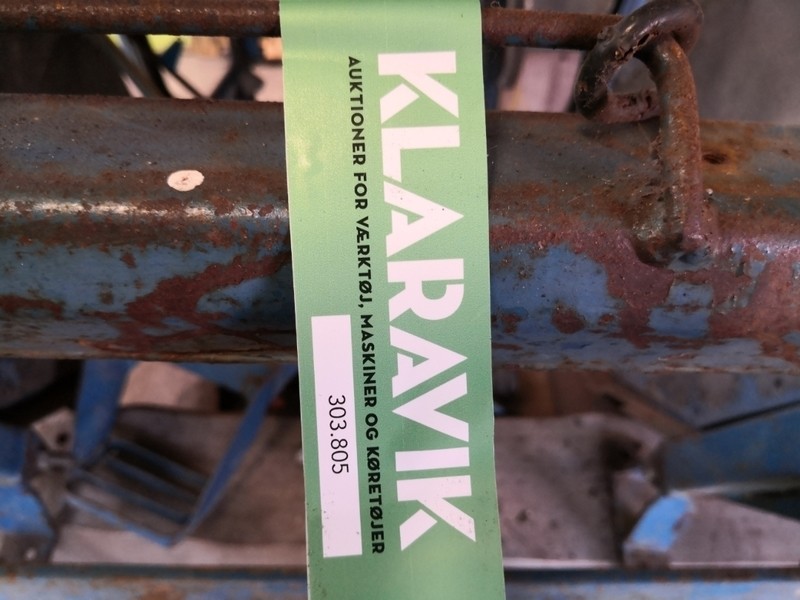 KLARAVIK
AUKTIONER FOR VÆRKTØJ, MASKINER OG KØRETØJER
303.805